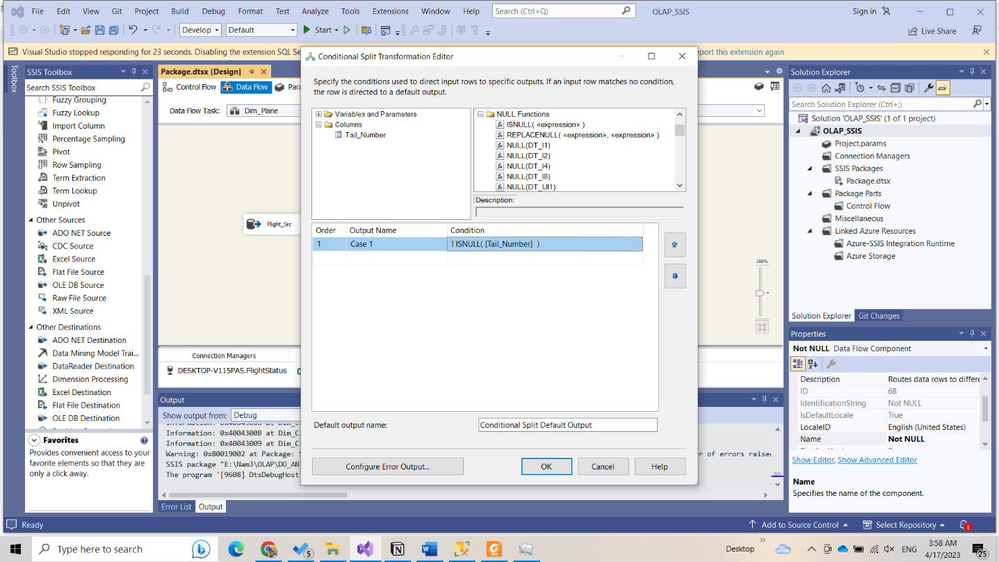 File Edit View Git Project Build Debug Format Test Analyze Tools Extensions Window Help Search (Ctrl+Q) OLAP_SSIS Sign in
Develop Default Start Live Share
Visual Studio stopped responding for 23 seconds. Disabling the extension SQL Se
port this extension again
SSIS Toolbox
Toolbox
Search SSIS Toolbox
Fuzzy Grouping
Fuzzy Lookup
Import Column
Percentage Sampling
Pivot
Row Sampling
Term Extraction
Term Lookup
Unpivot
Other Sources
ADO NET Source
CDC Source
Excel Source
Flat File Source
OLE DB Source
Raw File Source
XML Source
Other Destinations
ADO NET Destination
Data Mining Model Trai...
DataReader Destination
Dimension Processing
Excel Destination
Flat File Destination
OLE DB Destination
Favorites
Provides convenient access to your
favorite elements so that they are
only a click away.
Package.dtsx [Design]
Control Flow Data Flow Para
Data Flow Task: Dim_Plane
Flight_Src
100%
Connection Managers
DESKTOP-V115PA5.FlightStatus
Output
Show output from: Debug
Information: 0x4004300B at Dim_C
Information: 0x40043009 at Dim_C
Warning: 0x80019002 at Package: S
er of errors raised
SSIS package "E:\Nam3\OLAP\DO_AN
The program '[9608] DtsDebugHost
Error List Output
Conditional Split Transformation Editor
Specify the conditions used to direct input rows to specific outputs. If an input row matches no condition,
the row is directed to a default output.
Variables and Parameters
Columns
Tail_Number
NULL Functions
ISNULL( «expression» )
REPLACENULL( «expression», «expression» )
NULL(DT_I1)
NULL(DT_I2)
NULL(DT_I4)
NULL(DT_I8)
NULL(DT_UI1)
Description:
Order Output Name Condition
1 Case 1 ! ISNULL( [Tail_Number] )
Default output name: Conditional Split Default Output
Configure Error Output... OK Cancel Help
Solution Explorer
Search Solution Explorer (Ctrl+;)
Solution 'OLAP_SSIS' (1 of 1 project)
OLAP_SSIS
Project.params
Connection Managers
SSIS Packages
Package.dtsx
Package Parts
Control Flow
Miscellaneous
Linked Azure Resources
Azure-SSIS Integration Runtime
Azure Storage
Solution Explorer Git Changes
Properties
Not NULL Data Flow Component
Description Routes data rows to differe
ID 68
IdentificationString Not NULL
IsDefaultLocale True
LocaleID English (United States)
Name Not NULL
Show Editor, Show Advanced Editor
Name
Specifies the name of the component.
Ready Add to Source Control Select Repository 1
Type here to search 5 Desktop ENG 3:58 AM
4/17/2023 25